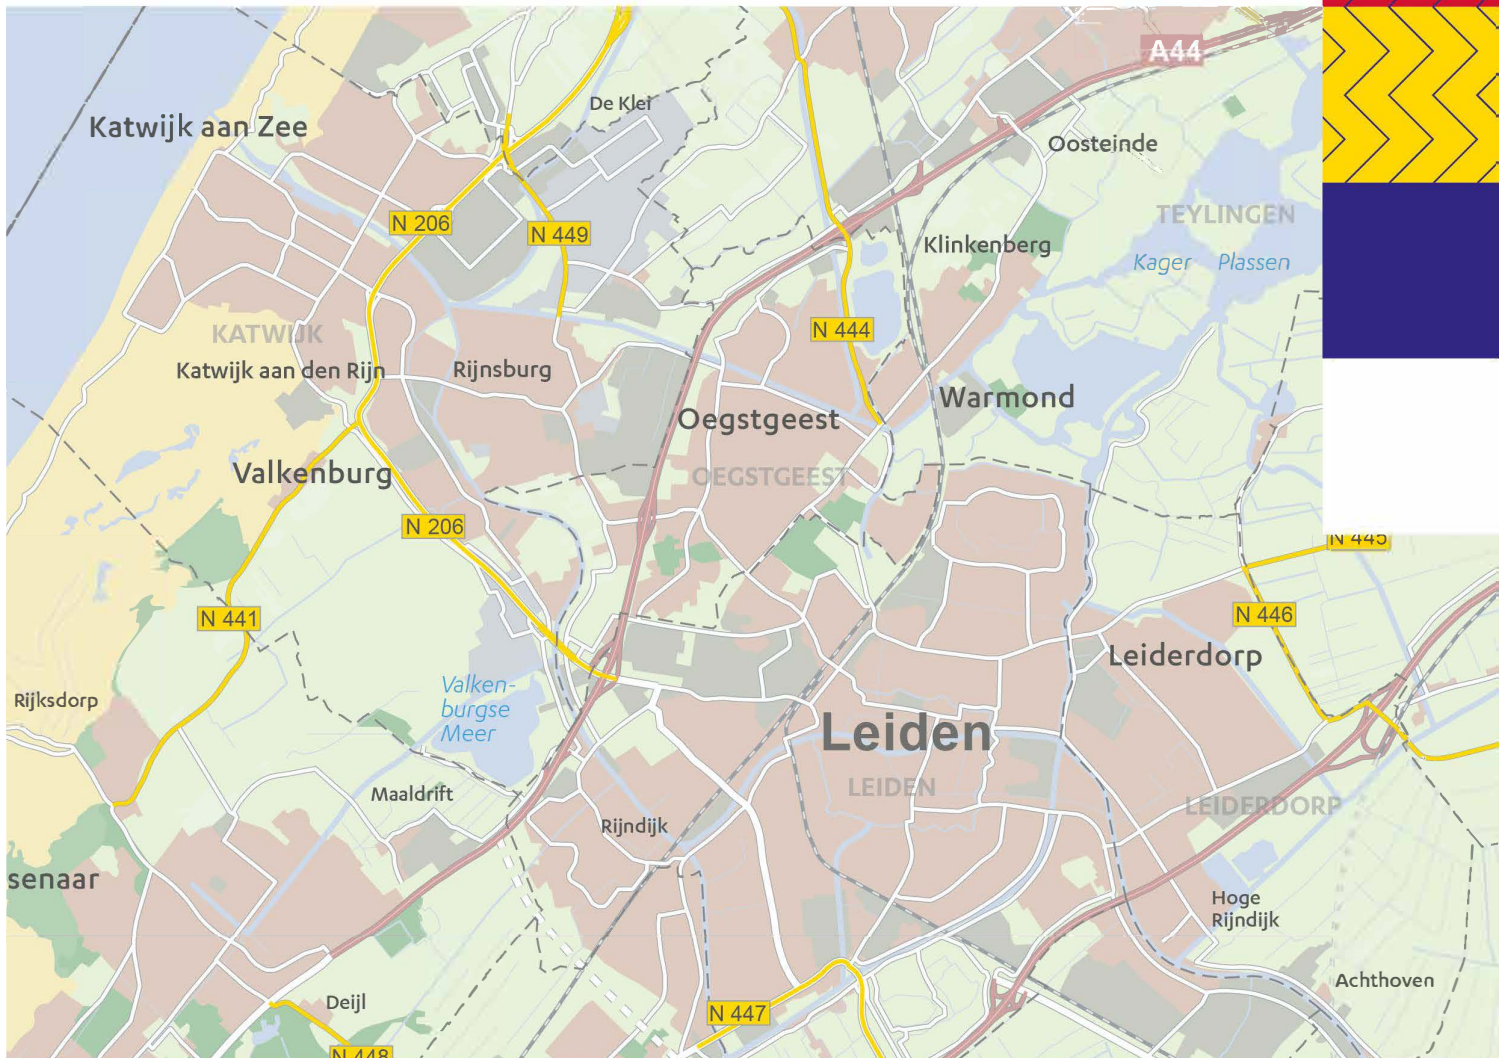 A44
De Klei
Katwijk aan Zee
Oosteinde
TEYLINGEN
N 206
N 449
Klinkenberg
Kager Plassen
N 444
KATWIJK
Katwijk aan den Rijn
Rijnsburg
Warmond
Oegstgeest
Valkenburg
OEGSTGEEST
N 206
N 445
N 441
N 446
Leiderdorp
Rijksdorp
Valken-
burgse
Meer
Leiden
LEIDEN
Maaldrift
LEIDERDORP
Rijndijk
senaar
Hoge
Rijndijk
Achthoven
Deijl
N 447
N 448